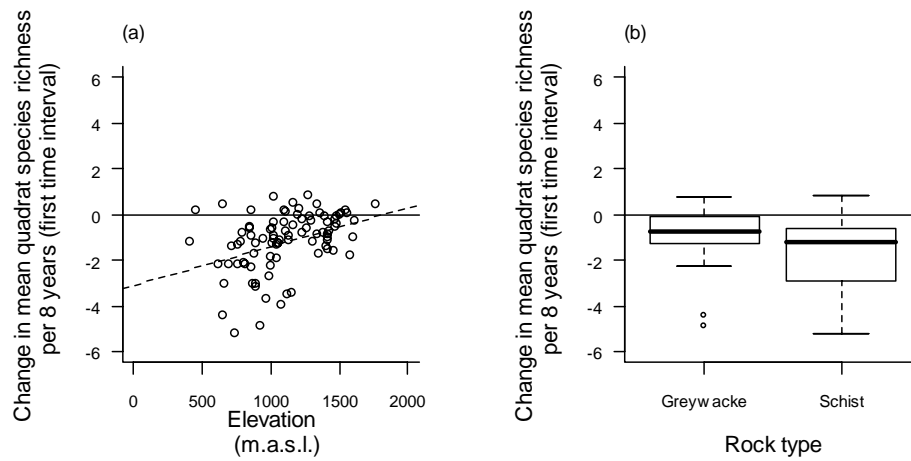 (a)
Change in mean quadrat species richness
per 8 years (first time interval)
6
4
2
0
-2
-4
-6
0
500
1000
1500
2000
Elevation
(m.a.s.l.)
(b)
Change in mean quadrat species richness
per 8 years (first time interval)
6
4
2
0
-2
-4
-6
Greywacke
Schist
Rock type